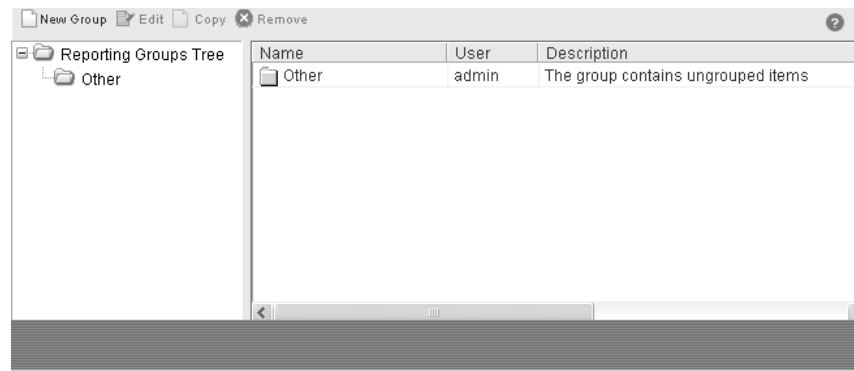 New Group Edit Copy Remove
?
Reporting Groups Tree
Other
Name User Description
Other admin The group contains ungrouped items